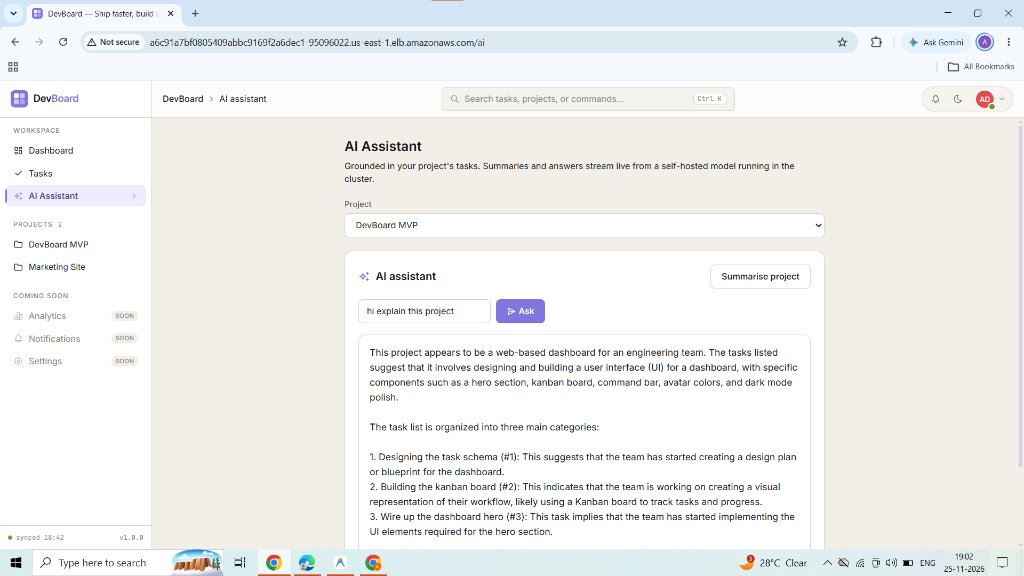 DevBoard — Ship faster, build b
Not secure
a6c91a7bf0805409abbc9169f2a6dec1-95096022.us-east-1.elb.amazonaws.com/ai
Ask Gemini
A
All Bookmarks
DevBoard
DevBoard > AI assistant
Search tasks, projects, or commands...
Ctrl K
AD
WORKSPACE
Dashboard
Tasks
AI Assistant
PROJECTS 2
DevBoard MVP
Marketing Site
COMING SOON
Analytics SOON
Notifications SOON
Settings SOON
synced 18:42 v1.0.0
AI Assistant
Grounded in your project's tasks. Summaries and answers stream live from a self-hosted model running in the
cluster.
Project
DevBoard MVP
AI assistant
Summarise project
hi explain this project
Ask
This project appears to be a web-based dashboard for an engineering team. The tasks listed
suggest that it involves designing and building a user interface (UI) for a dashboard, with specific
components such as a hero section, kanban board, command bar, avatar colors, and dark mode
polish.
The task list is organized into three main categories:
1. Designing the task schema (#1): This suggests that the team has started creating a design plan
or blueprint for the dashboard.
2. Building the kanban board (#2): This indicates that the team is working on creating a visual
representation of their workflow, likely using a Kanban board to track tasks and progress.
3. Wire up the dashboard hero (#3): This task implies that the team has started implementing the
UI elements required for the hero section.
Type here to search
3
28°C Clear
ENG
19:02
25-11-2026